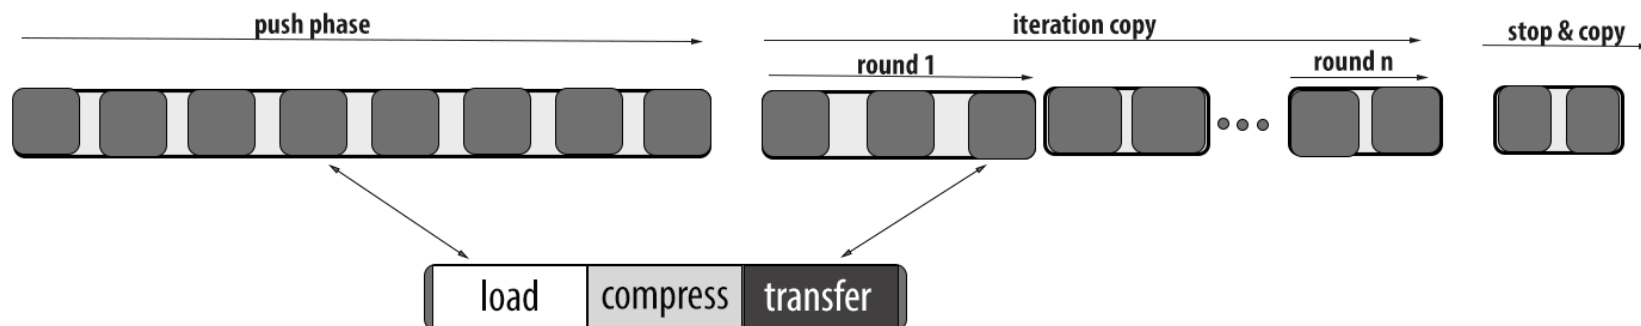 push phase
iteration copy
stop & copy
round 1
round n
load
compress
transfer